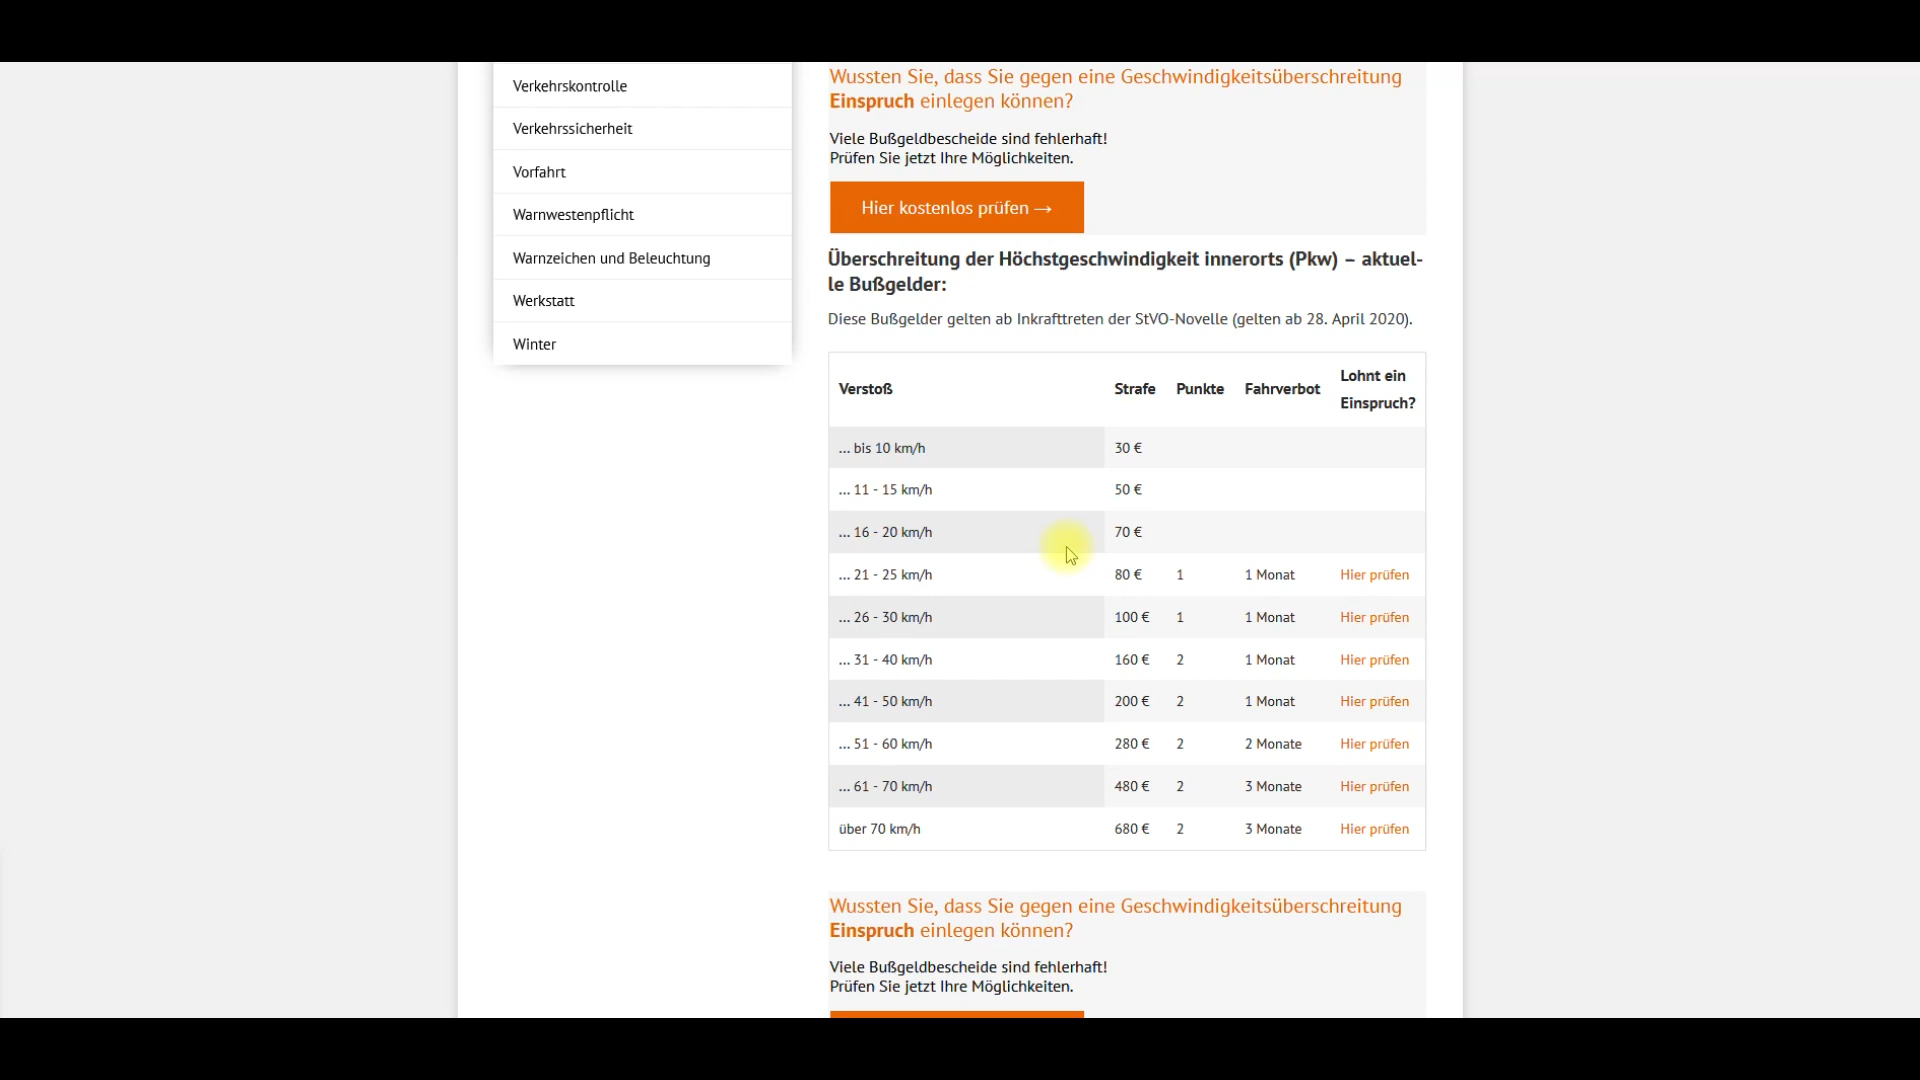 Verkehrskontrolle
Verkehrssicherheit
Vorfahrt
Warnwestenpflicht
Warnzeichen und Beleuchtung
Werkstatt
Winter
Wussten Sie, dass Sie gegen eine Geschwindigkeitsüberschreitung
Einspruch einlegen können?
Viele Bußgeldbescheide sind fehlerhaft!
Prüfen Sie jetzt Ihre Möglichkeiten.
Hier kostenlos prüfen →
Überschreitung der Höchstgeschwindigkeit innerorts (Pkw) – aktuel-
le Bußgelder:
Diese Bußgelder gelten ab Inkrafttreten der StVO-Novelle (gelten ab 28. April 2020).
Verstoß Strafe Punkte Fahrverbot Lohnt ein
Einspruch?
... bis 10 km/h 30 €
... 11 - 15 km/h 50 €
... 16 - 20 km/h 70 €
... 21 - 25 km/h 80 € 1 1 Monat Hier prüfen
... 26 - 30 km/h 100 € 1 1 Monat Hier prüfen
... 31 - 40 km/h 160 € 2 1 Monat Hier prüfen
... 41 - 50 km/h 200 € 2 1 Monat Hier prüfen
... 51 - 60 km/h 280 € 2 2 Monate Hier prüfen
... 61 - 70 km/h 480 € 2 3 Monate Hier prüfen
über 70 km/h 680 € 2 3 Monate Hier prüfen
Wussten Sie, dass Sie gegen eine Geschwindigkeitsüberschreitung
Einspruch einlegen können?
Viele Bußgeldbescheide sind fehlerhaft!
Prüfen Sie jetzt Ihre Möglichkeiten.